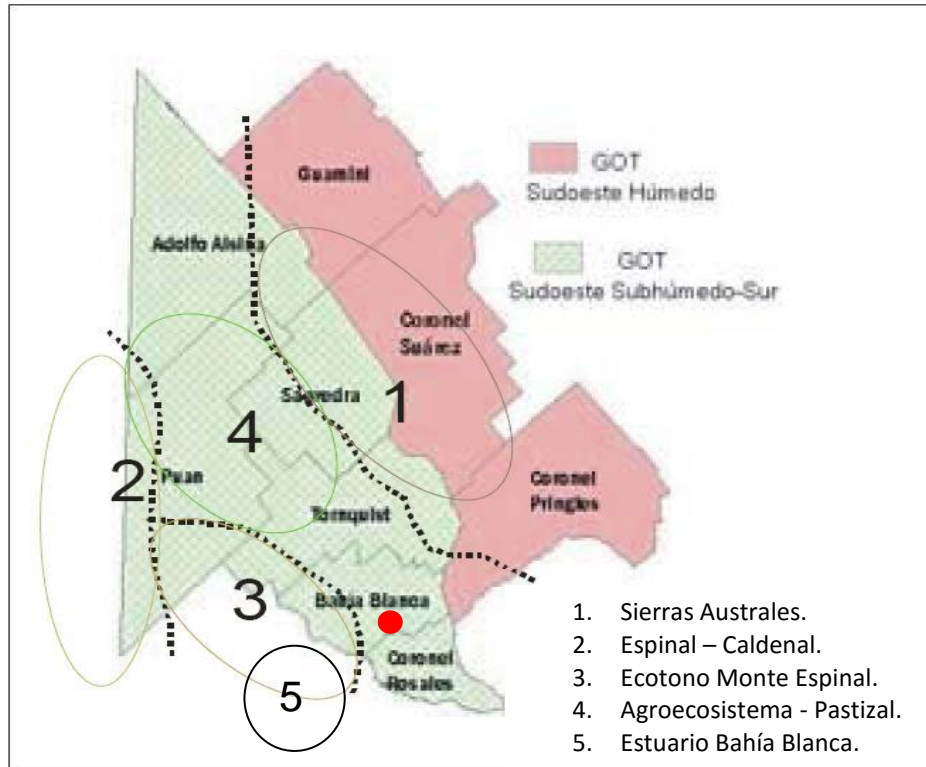 Guamini
GOT
Sudoeste Húmedo
Adolfo Alsina
GOT
Sudoeste Subhúmedo-Sur
Coronel
Suárez
1
Saavedra
4
2
Puan
Coronel
Pringles
Tornquist
3
Bahía Blanca
Coronel
Rosales
5
1. Sierras Australes.
2. Espinal – Caldenal.
3. Ecotono Monte Espinal.
4. Agroecosistema - Pastizal.
5. Estuario Bahía Blanca.